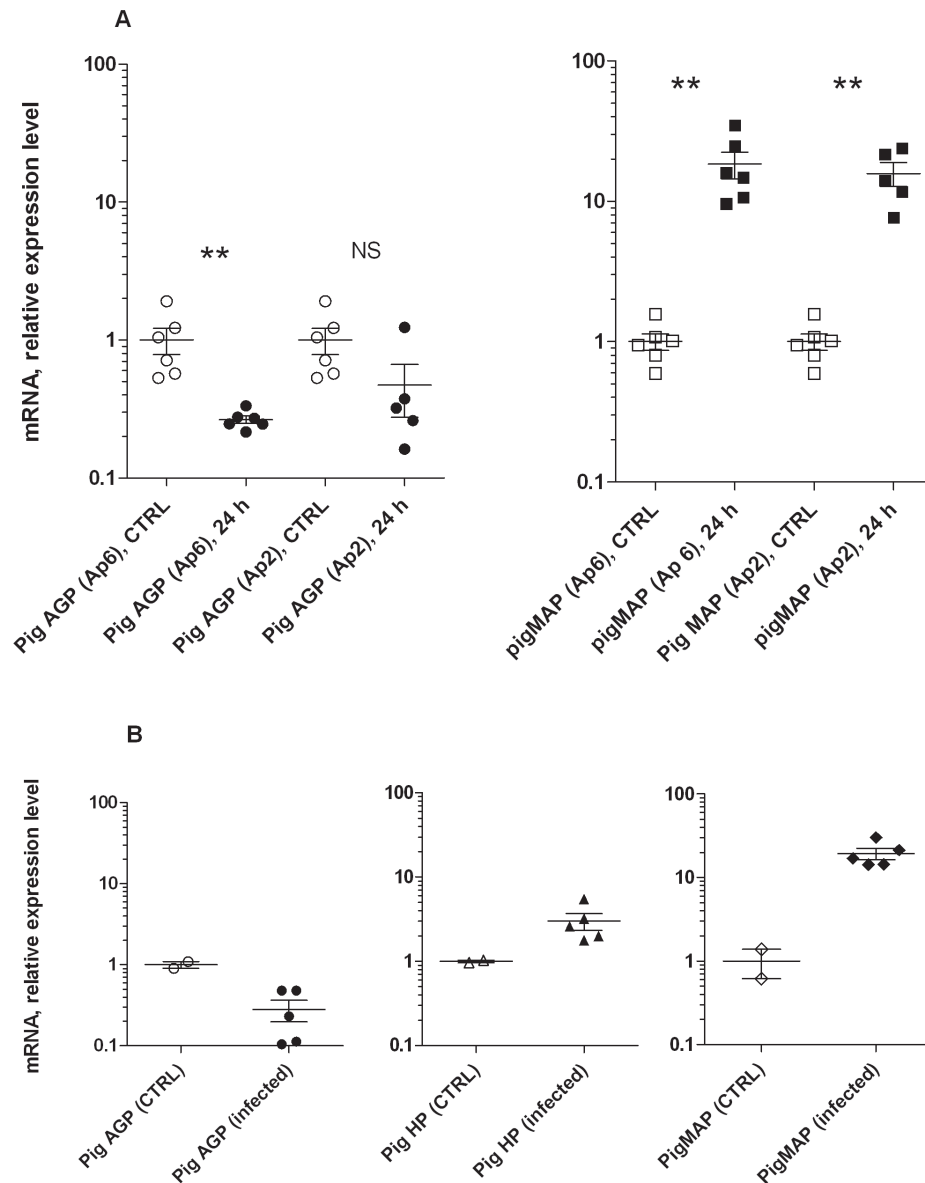 A
mRNA, relative expression level
100
10
1
0.1
**
NS
Pig AGP (Ap6), CTRL
Pig AGP (Ap6), 24 h
Pig AGP (Ap2), CTRL
Pig AGP (Ap2), 24 h
100
10
1
0.1
**
**
pigMAP (Ap6), CTRL
pigMAP (Ap 6), 24 h
Pig MAP (Ap2), CTRL
pigMAP (Ap2), 24 h
B
mRNA, relative expression level
100
10
1
0.1
Pig AGP (CTRL)
Pig AGP (infected)
100
10
1
0.1
Pig HP (CTRL)
Pig HP (infected)
100
10
1
0.1
PigMAP (CTRL)
PigMAP (infected)